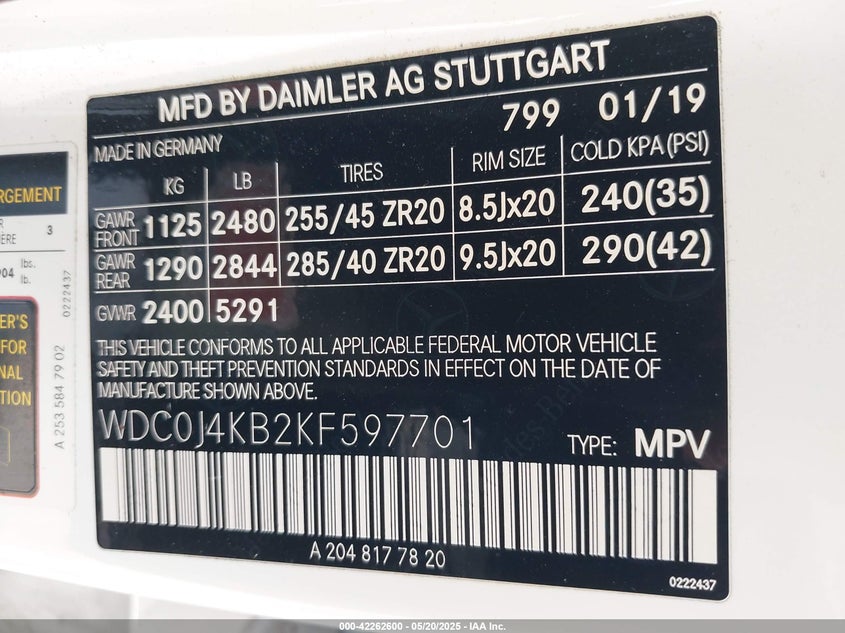 MFD BY DAIMLER AG STUTTGART
799 01/19
MADE IN GERMANY
KG LB TIRES RIM SIZE COLD KPA (PSI)
GAWR FRONT 1125 2480 255/45 ZR20 8.5Jx20 240(35)
GAWR REAR 1290 2844 285/40 ZR20 9.5Jx20 290(42)
GVWR 2400 5291
THIS VEHICLE CONFORMS TO ALL APPLICABLE FEDERAL MOTOR VEHICLE
SAFETY AND THEFT PREVENTION STANDARDS IN EFFECT ON THE DATE OF
MANUFACTURE SHOWN ABOVE.
WDC0J4KB2KF597701 TYPE: MPV
A 204 817 78 20
0222437
RGEMENT
3
904 lbs.
lb.
0222437
ER'S
FOR
NAL
TION
A 253 584 79 02
000-42262600 - 05/20/2025 - IAA Inc.